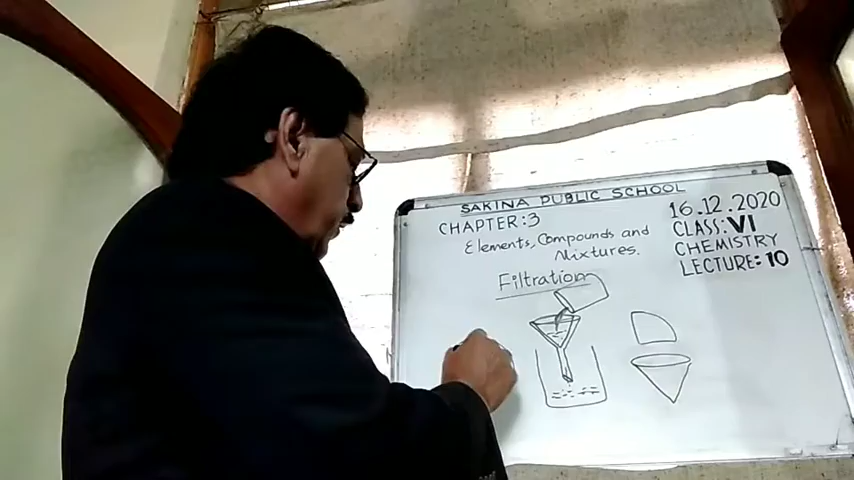 SAKINA PUBLIC SCHOOL
16.12.2020
CHAPTER:3
CLASS:VI
Elements, Compounds and
CHEMISTRY
Mixtures.
LECTURE:10
Filtration